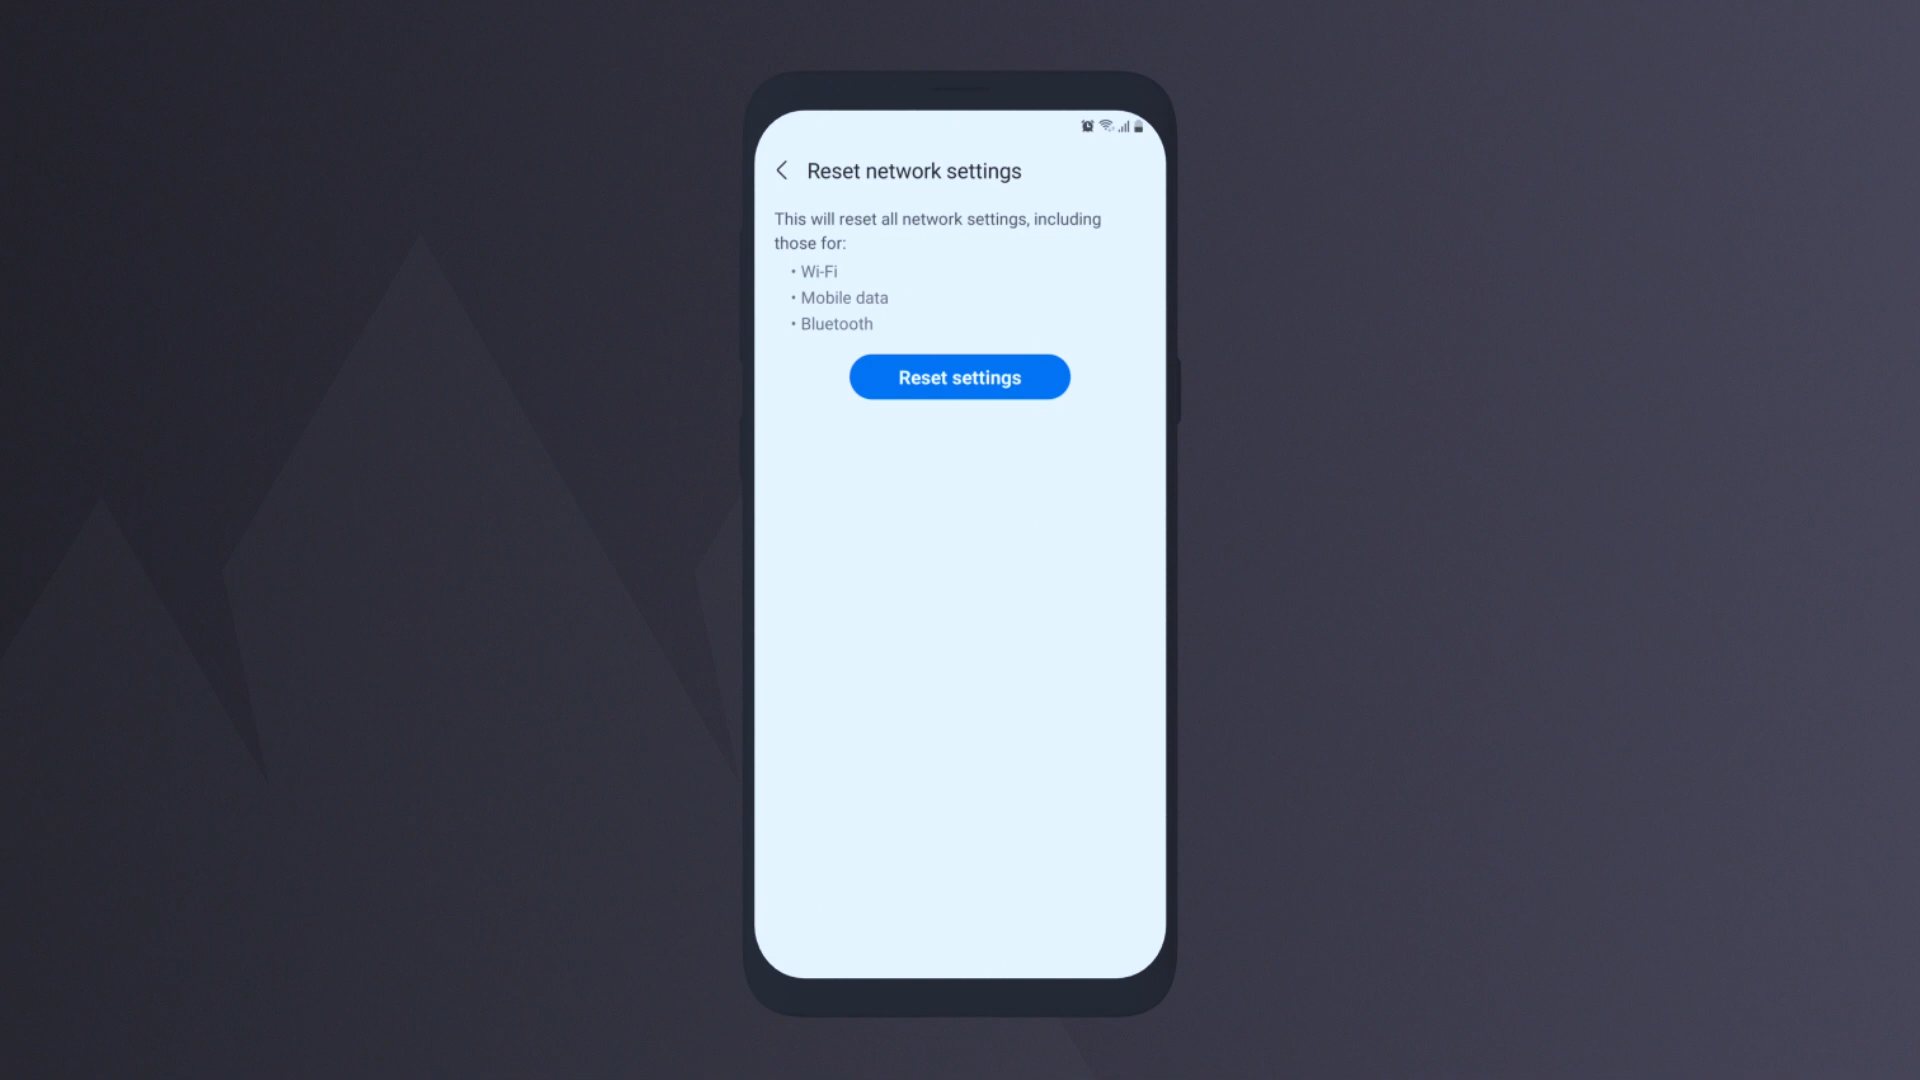 Reset network settings
This will reset all network settings, including
those for:
• Wi-Fi
• Mobile data
• Bluetooth
Reset settings